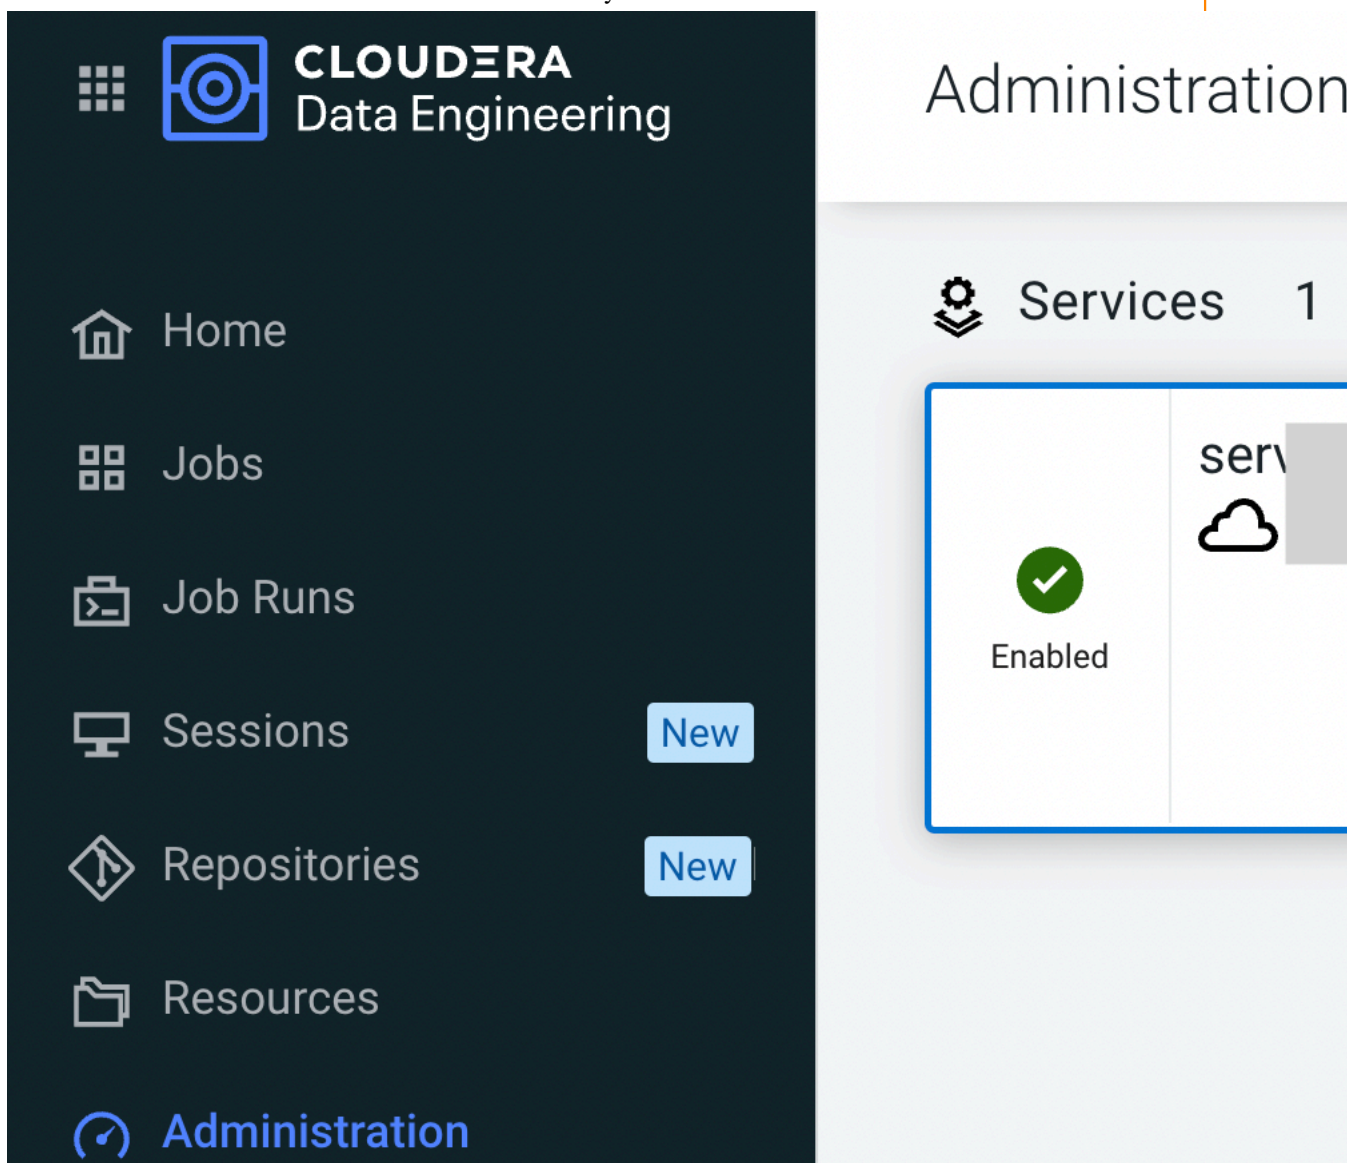 CLOUDERA
Data Engineering
Home
Jobs
Job Runs
Sessions New
Repositories New
Resources
Administration
Administration
Services 1
Enabled